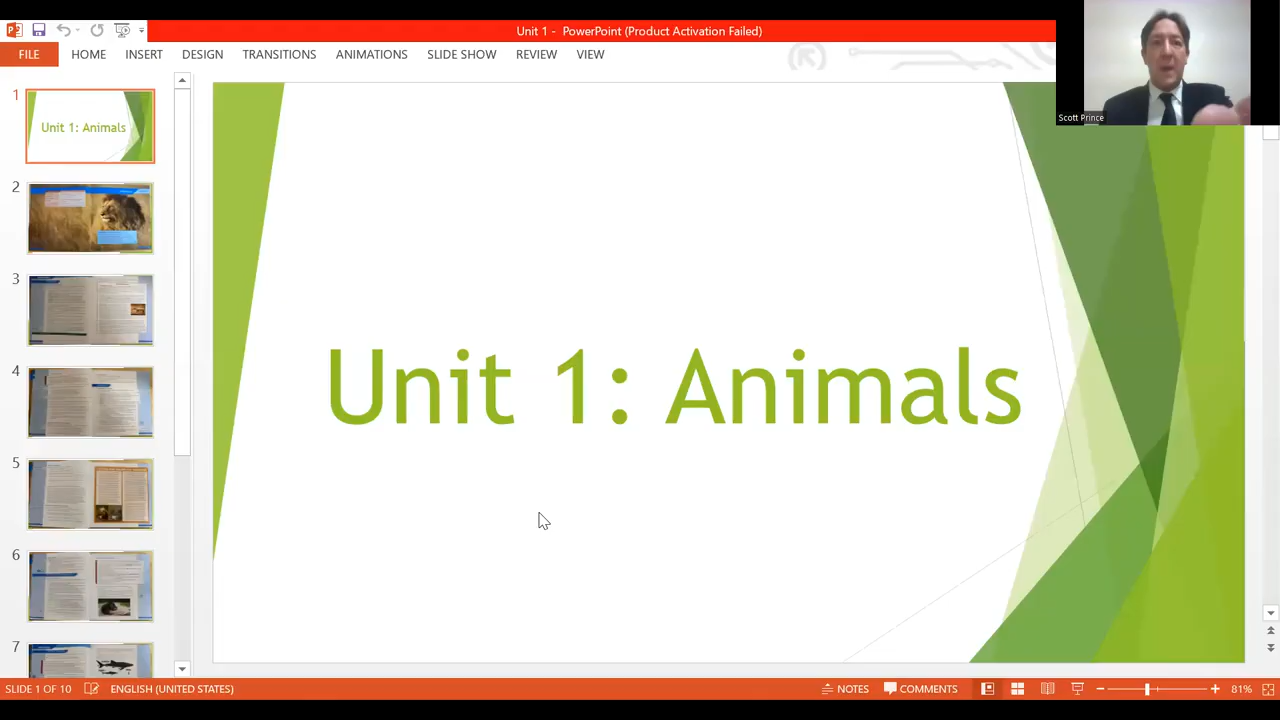 Unit 1 - PowerPoint (Product Activation Failed)
FILE HOME INSERT DESIGN TRANSITIONS ANIMATIONS SLIDE SHOW REVIEW VIEW
Scott Prince
1
Unit 1: Animals
2
3
4
5
6
7
Unit 1: Animals
SLIDE 1 OF 10 ENGLISH (UNITED STATES) NOTES COMMENTS 81%